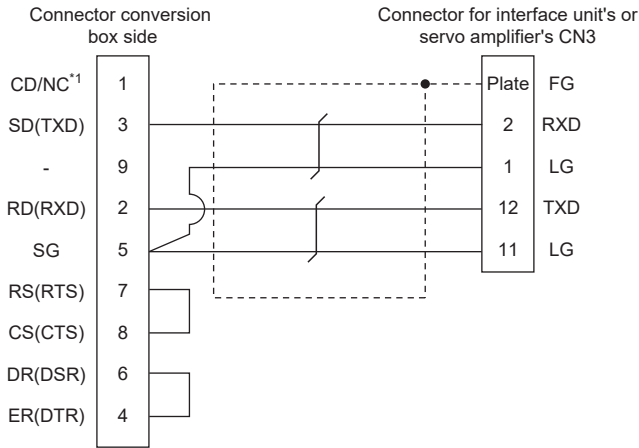 Connector conversion
box side
Connector for interface unit's or
servo amplifier's CN3
CD/NC*1 1 Plate FG
SD(TXD) 3 2 RXD
- 9 1 LG
RD(RXD) 2 12 TXD
SG 5 11 LG
RS(RTS) 7
CS(CTS) 8
DR(DSR) 6
ER(DTR) 4